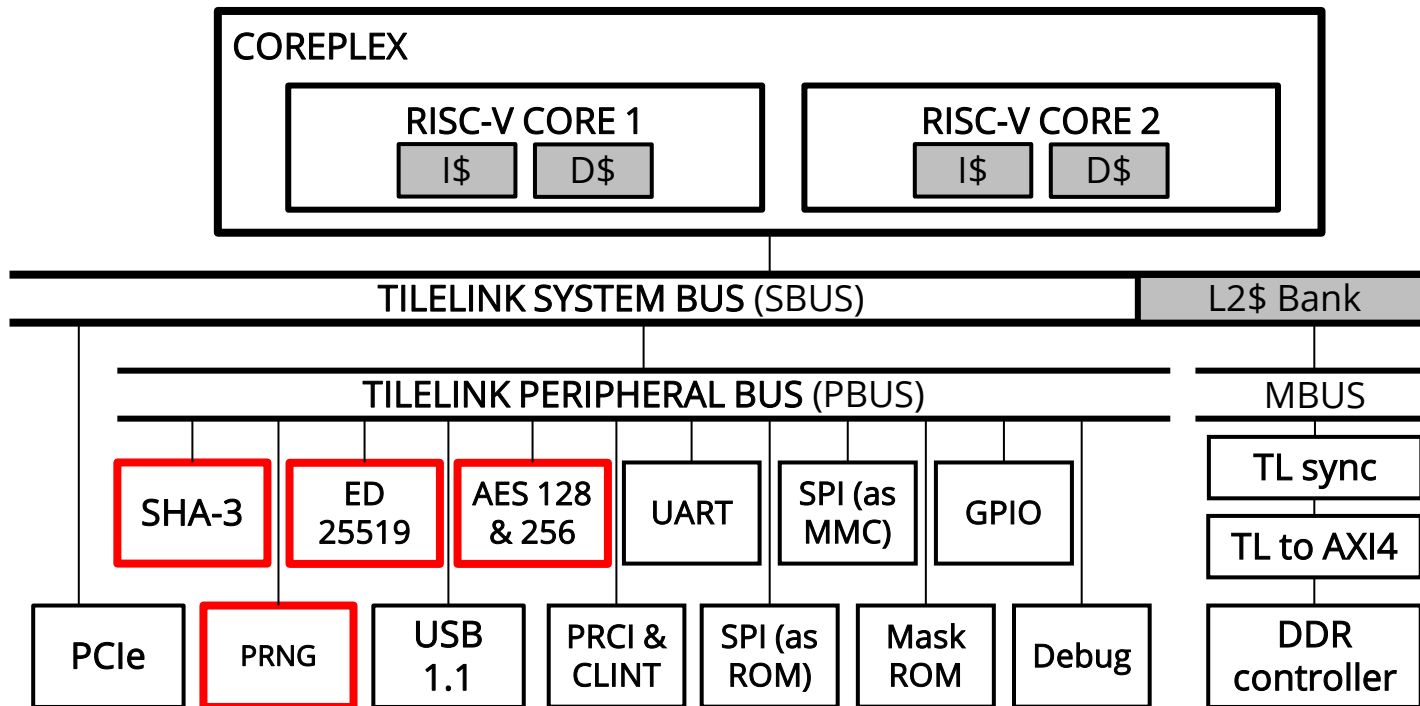 COREPLEX
RISC-V CORE 1
I$
D$
RISC-V CORE 2
I$
D$
TILELINK SYSTEM BUS (SBUS)
L2$ Bank
TILELINK PERIPHERAL BUS (PBUS)
MBUS
SHA-3
ED
25519
AES 128
& 256
UART
SPI (as
MMC)
GPIO
TL sync
TL to AXI4
PCIe
PRNG
USB
1.1
PRCI &
CLINT
SPI (as
ROM)
Mask
ROM
Debug
DDR
controller